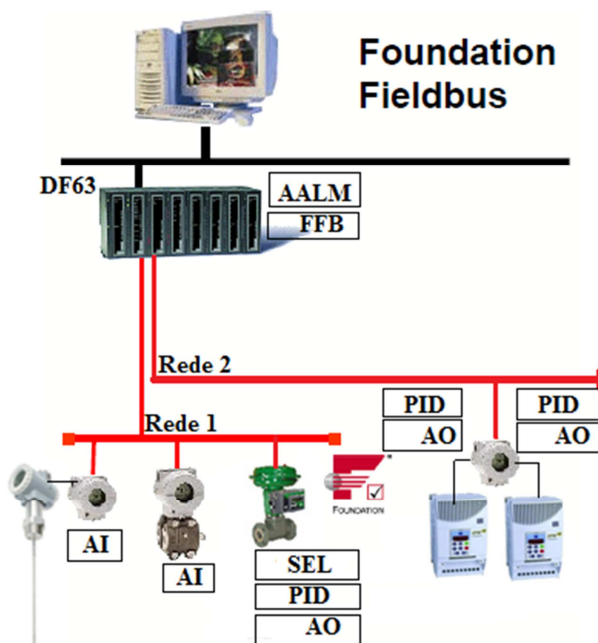 Foundation
Fieldbus
DF63
AALM
FFB
Rede 2
Rede 1
PID
PID
AO
AO
FOUNDATION
AI
AI
SEL
PID
AO